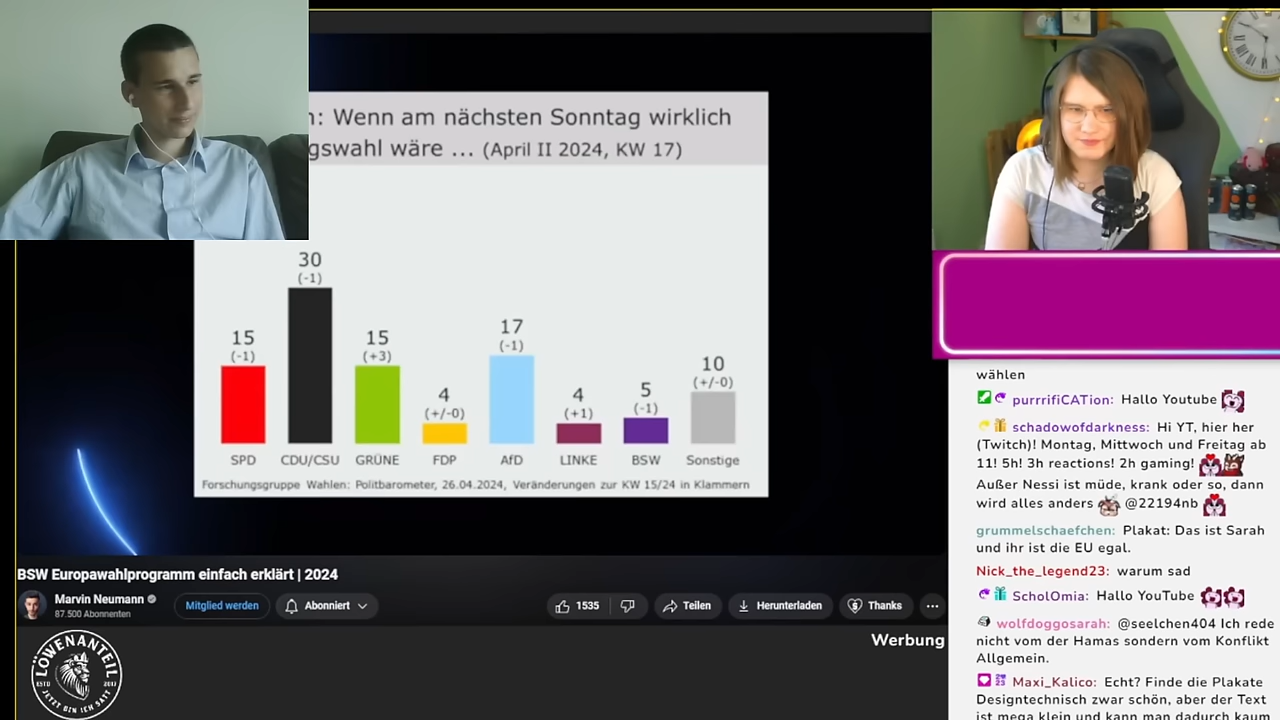 n: Wenn am nächsten Sonntag wirklich
gswahl wäre ... (April II 2024, KW 17)
30
(-1)
17
(-1)
15
(-1)
15
(+3)
10
(+/-0)
4
(+/-0)
4
(+1)
5
(-1)
SPD CDU/CSU GRÜNE FDP AfD LINKE BSW Sonstige
Forschungsgruppe Wahlen: Politbarometer, 26.04.2024, Veränderungen zur KW 15/24 in Klammern
BSW Europawahlprogramm einfach erklärt | 2024
Marvin Neumann
87.500 Abonnenten
Mitglied werden
Abonniert
1535
Teilen
Herunterladen
Thanks
Werbung
LÖWENANTEIL
ESTD 2017
JETZT BIN ICH SATT
wählen
purrrifiCATion: Hallo Youtube
schadowofdarkness: Hi YT, hier her
(Twitch)! Montag, Mittwoch und Freitag ab
11! 5h! 3h reactions! 2h gaming!
Außer Nessi ist müde, krank oder so, dann
wird alles anders @22194nb
grummelschaefchen: Plakat: Das ist Sarah
und ihr ist die EU egal.
Nick_the_legend23: warum sad
ScholOmia: Hallo YouTube
wolfdoggosarah: @seelchen404 Ich rede
nicht vom der Hamas sondern vom Konflikt
Allgemein.
Maxi_Kalico: Echt? Finde die Plakate
Designtechnisch zwar schön, aber der Text
ist mega klein und kann man dadurch kaum